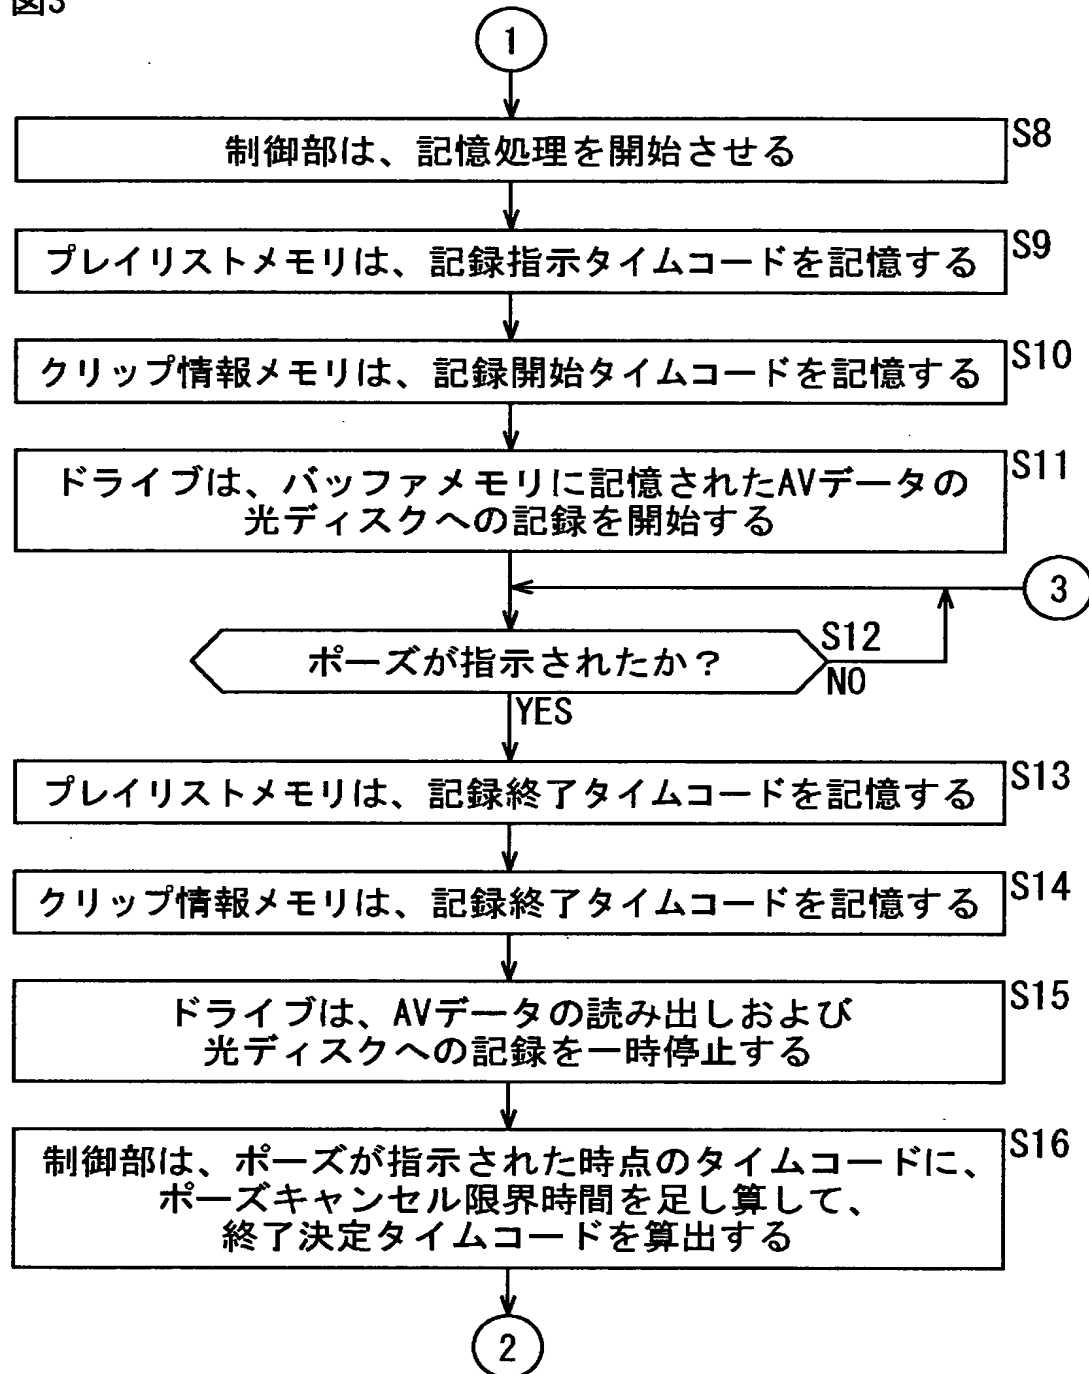 図3
1
制御部は、記憶処理を開始させる
S8
プレイリストメモリは、記録指示タイムコードを記憶する
S9
クリップ情報メモリは、記録開始タイムコードを記憶する
S10
ドライブは、バッファメモリに記憶されたAVデータの
光ディスクへの記録を開始する
S11
3
ポーズが指示されたか？
S12
NO
YES
プレイリストメモリは、記録終了タイムコードを記憶する
S13
クリップ情報メモリは、記録終了タイムコードを記憶する
S14
ドライブは、AVデータの読み出しおよび
光ディスクへの記録を一時停止する
S15
制御部は、ポーズが指示された時点のタイムコードに、
ポーズキャンセル限界時間を足し算して、
終了決定タイムコードを算出する
S16
2